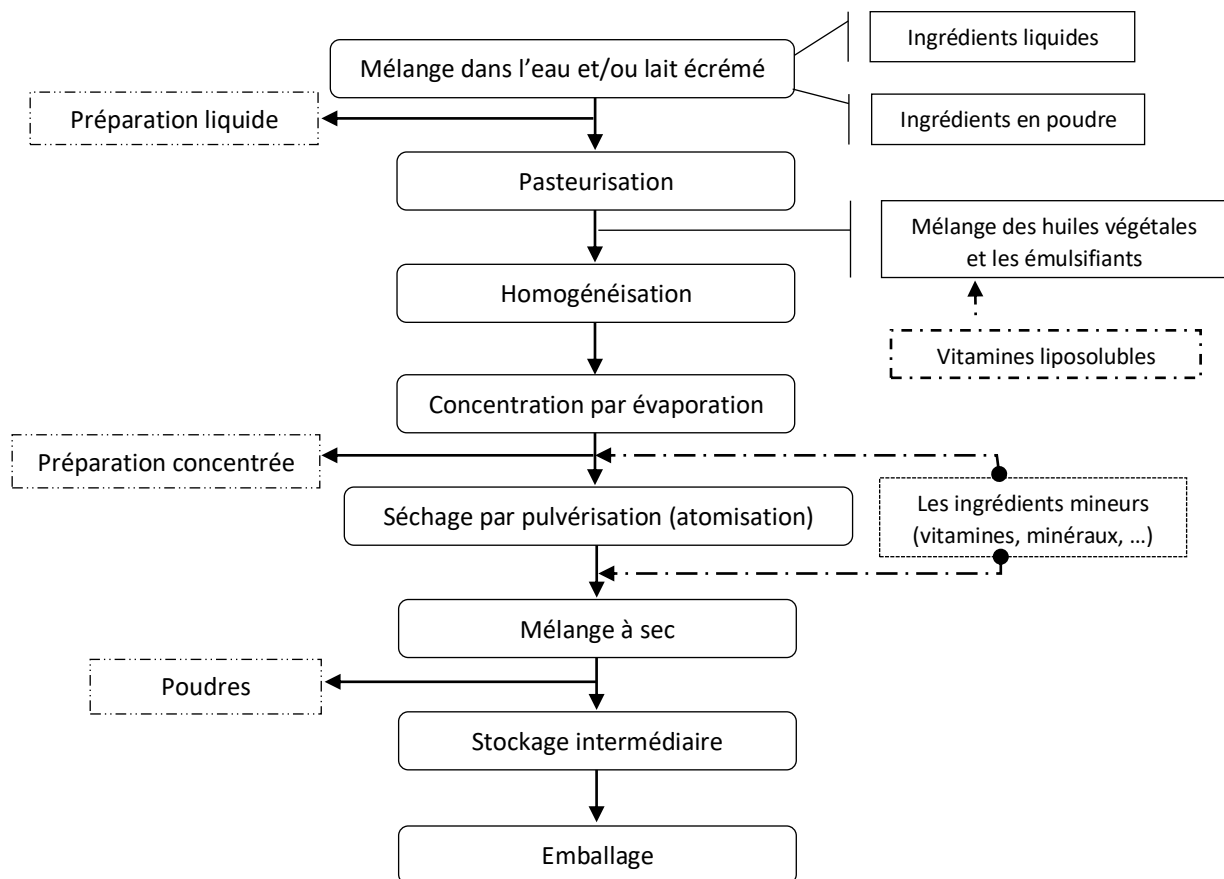 Ingrédients liquides
Mélange dans l’eau et/ou lait écrémé
Préparation liquide
Ingrédients en poudre
Pasteurisation
Mélange des huiles végétales
et les émulsifiants
Homogénéisation
Vitamines liposolubles
Concentration par évaporation
Préparation concentrée
Les ingrédients mineurs
(vitamines, minéraux, …)
Séchage par pulvérisation (atomisation)
Mélange à sec
Poudres
Stockage intermédiaire
Emballage